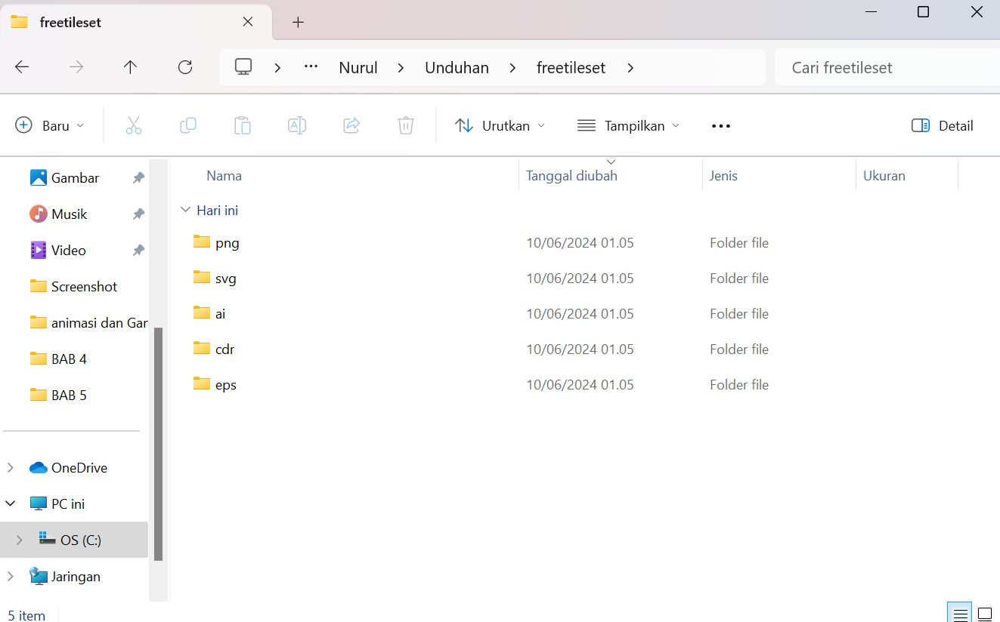 freetileset
Nurul Unduhan freetileset Cari freetileset
Baru Urutkan Tampilkan Detail
Gambar
Musik
Video
Screenshot
animasi dan Gar
BAB 4
BAB 5
OneDrive
PC ini
OS (C:)
Jaringan
Nama Tanggal diubah Jenis Ukuran
Hari ini
png 10/06/2024 01.05 Folder file
svg 10/06/2024 01.05 Folder file
ai 10/06/2024 01.05 Folder file
cdr 10/06/2024 01.05 Folder file
eps 10/06/2024 01.05 Folder file
5 item